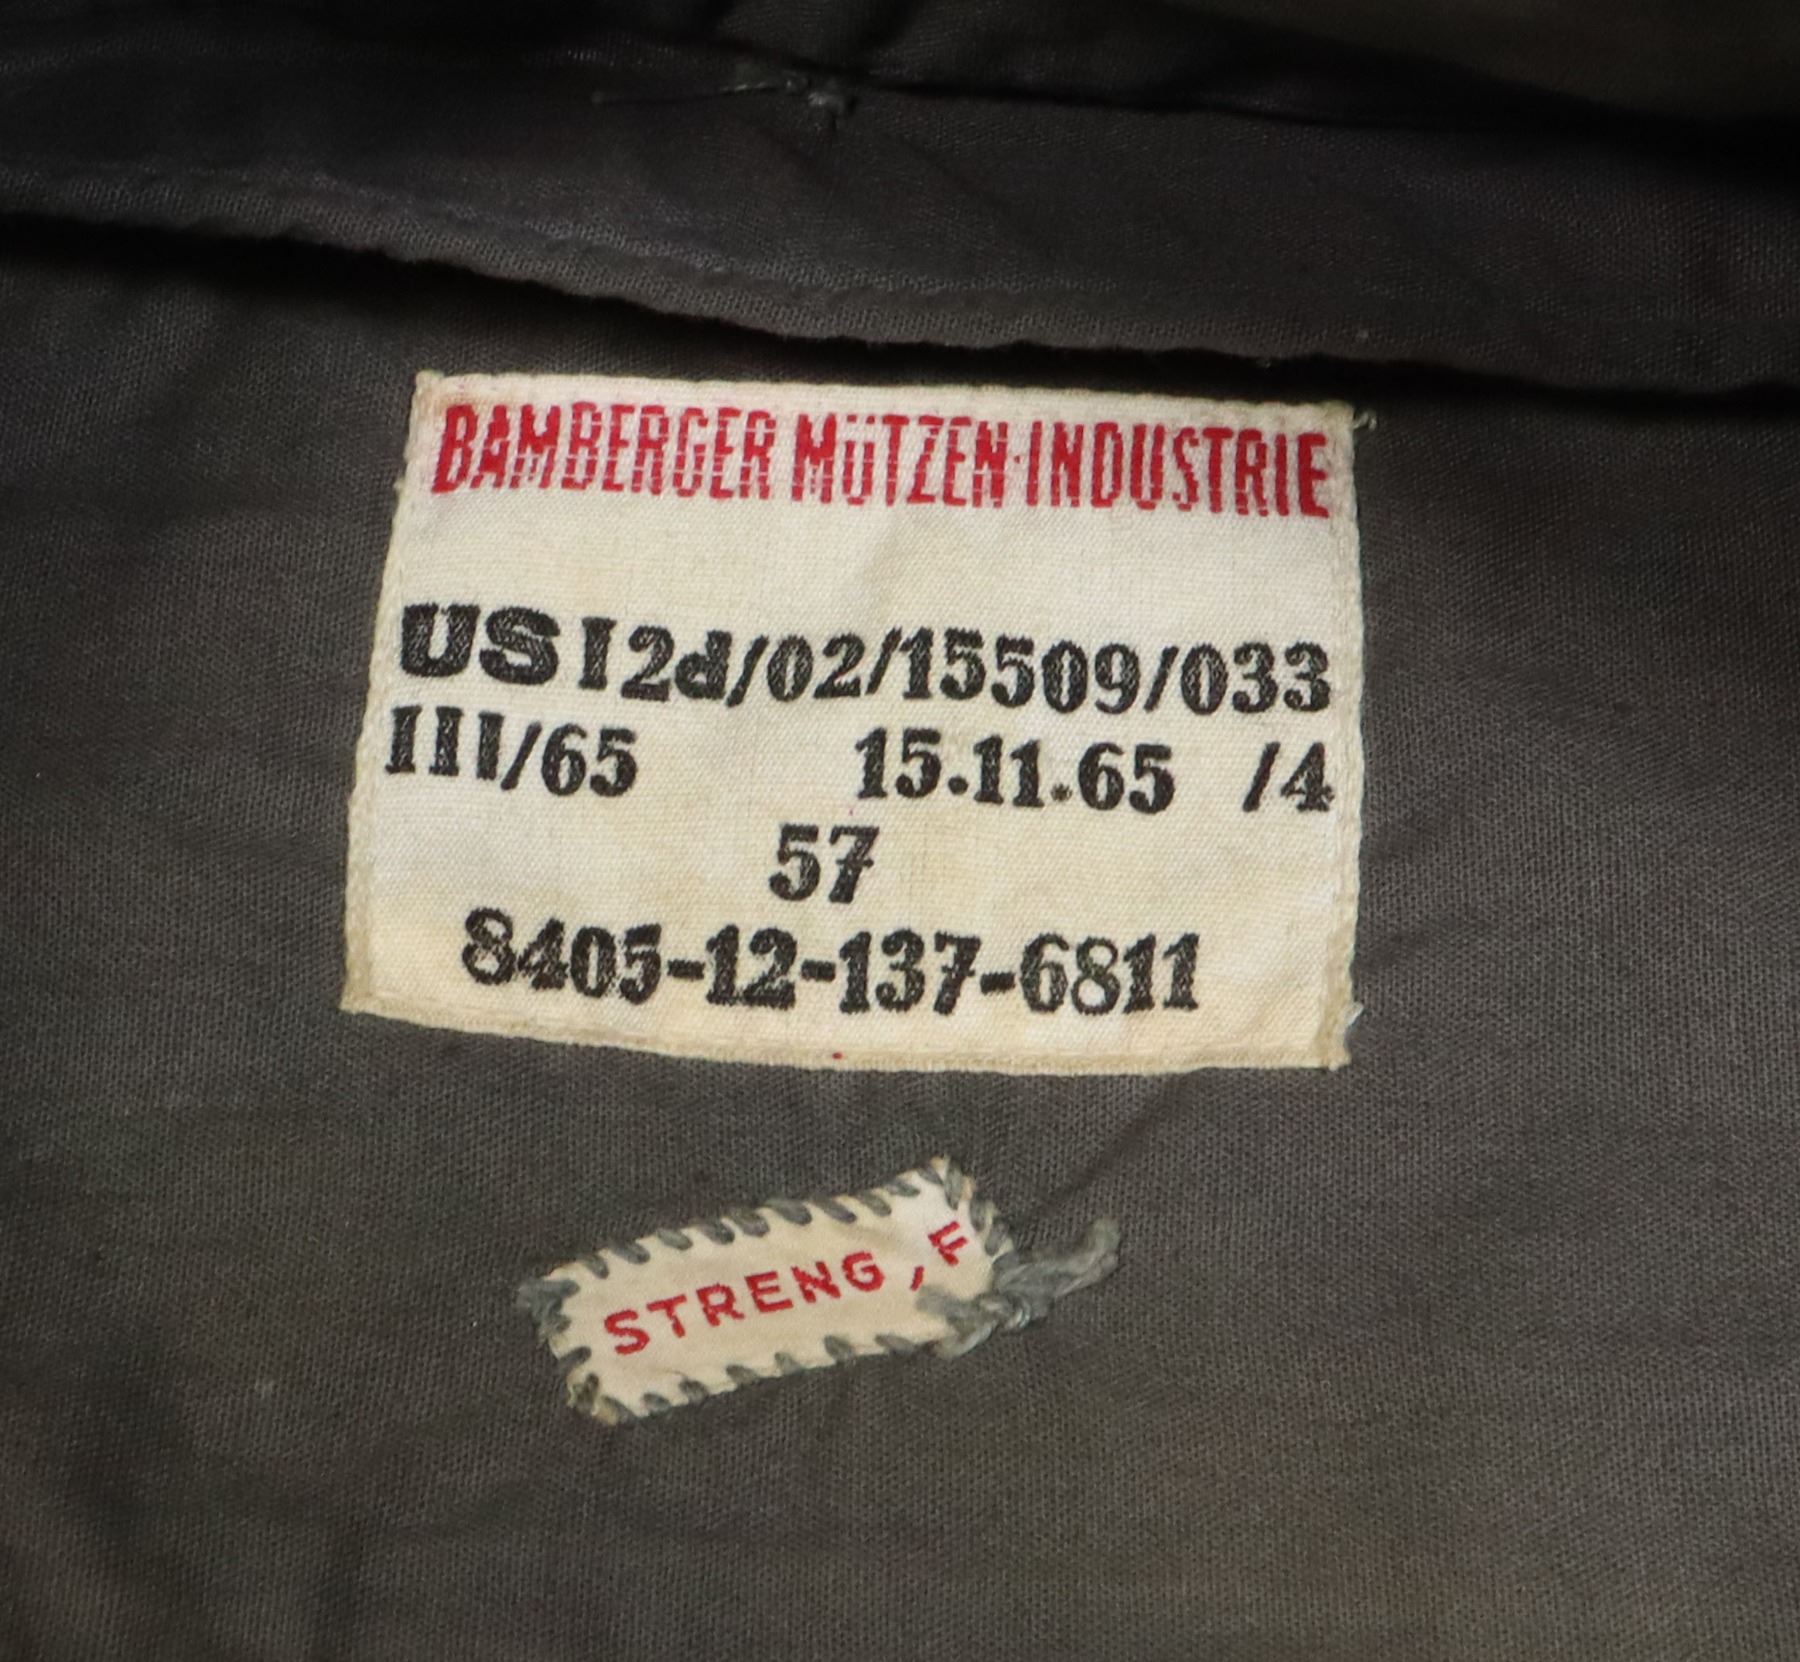 BAMBERGER MÜTZEN-INDUSTRIE
US I 2d/02/15509/033
III/65 15.11.65 /4
57
8405-12-137-6811
STRENG, F